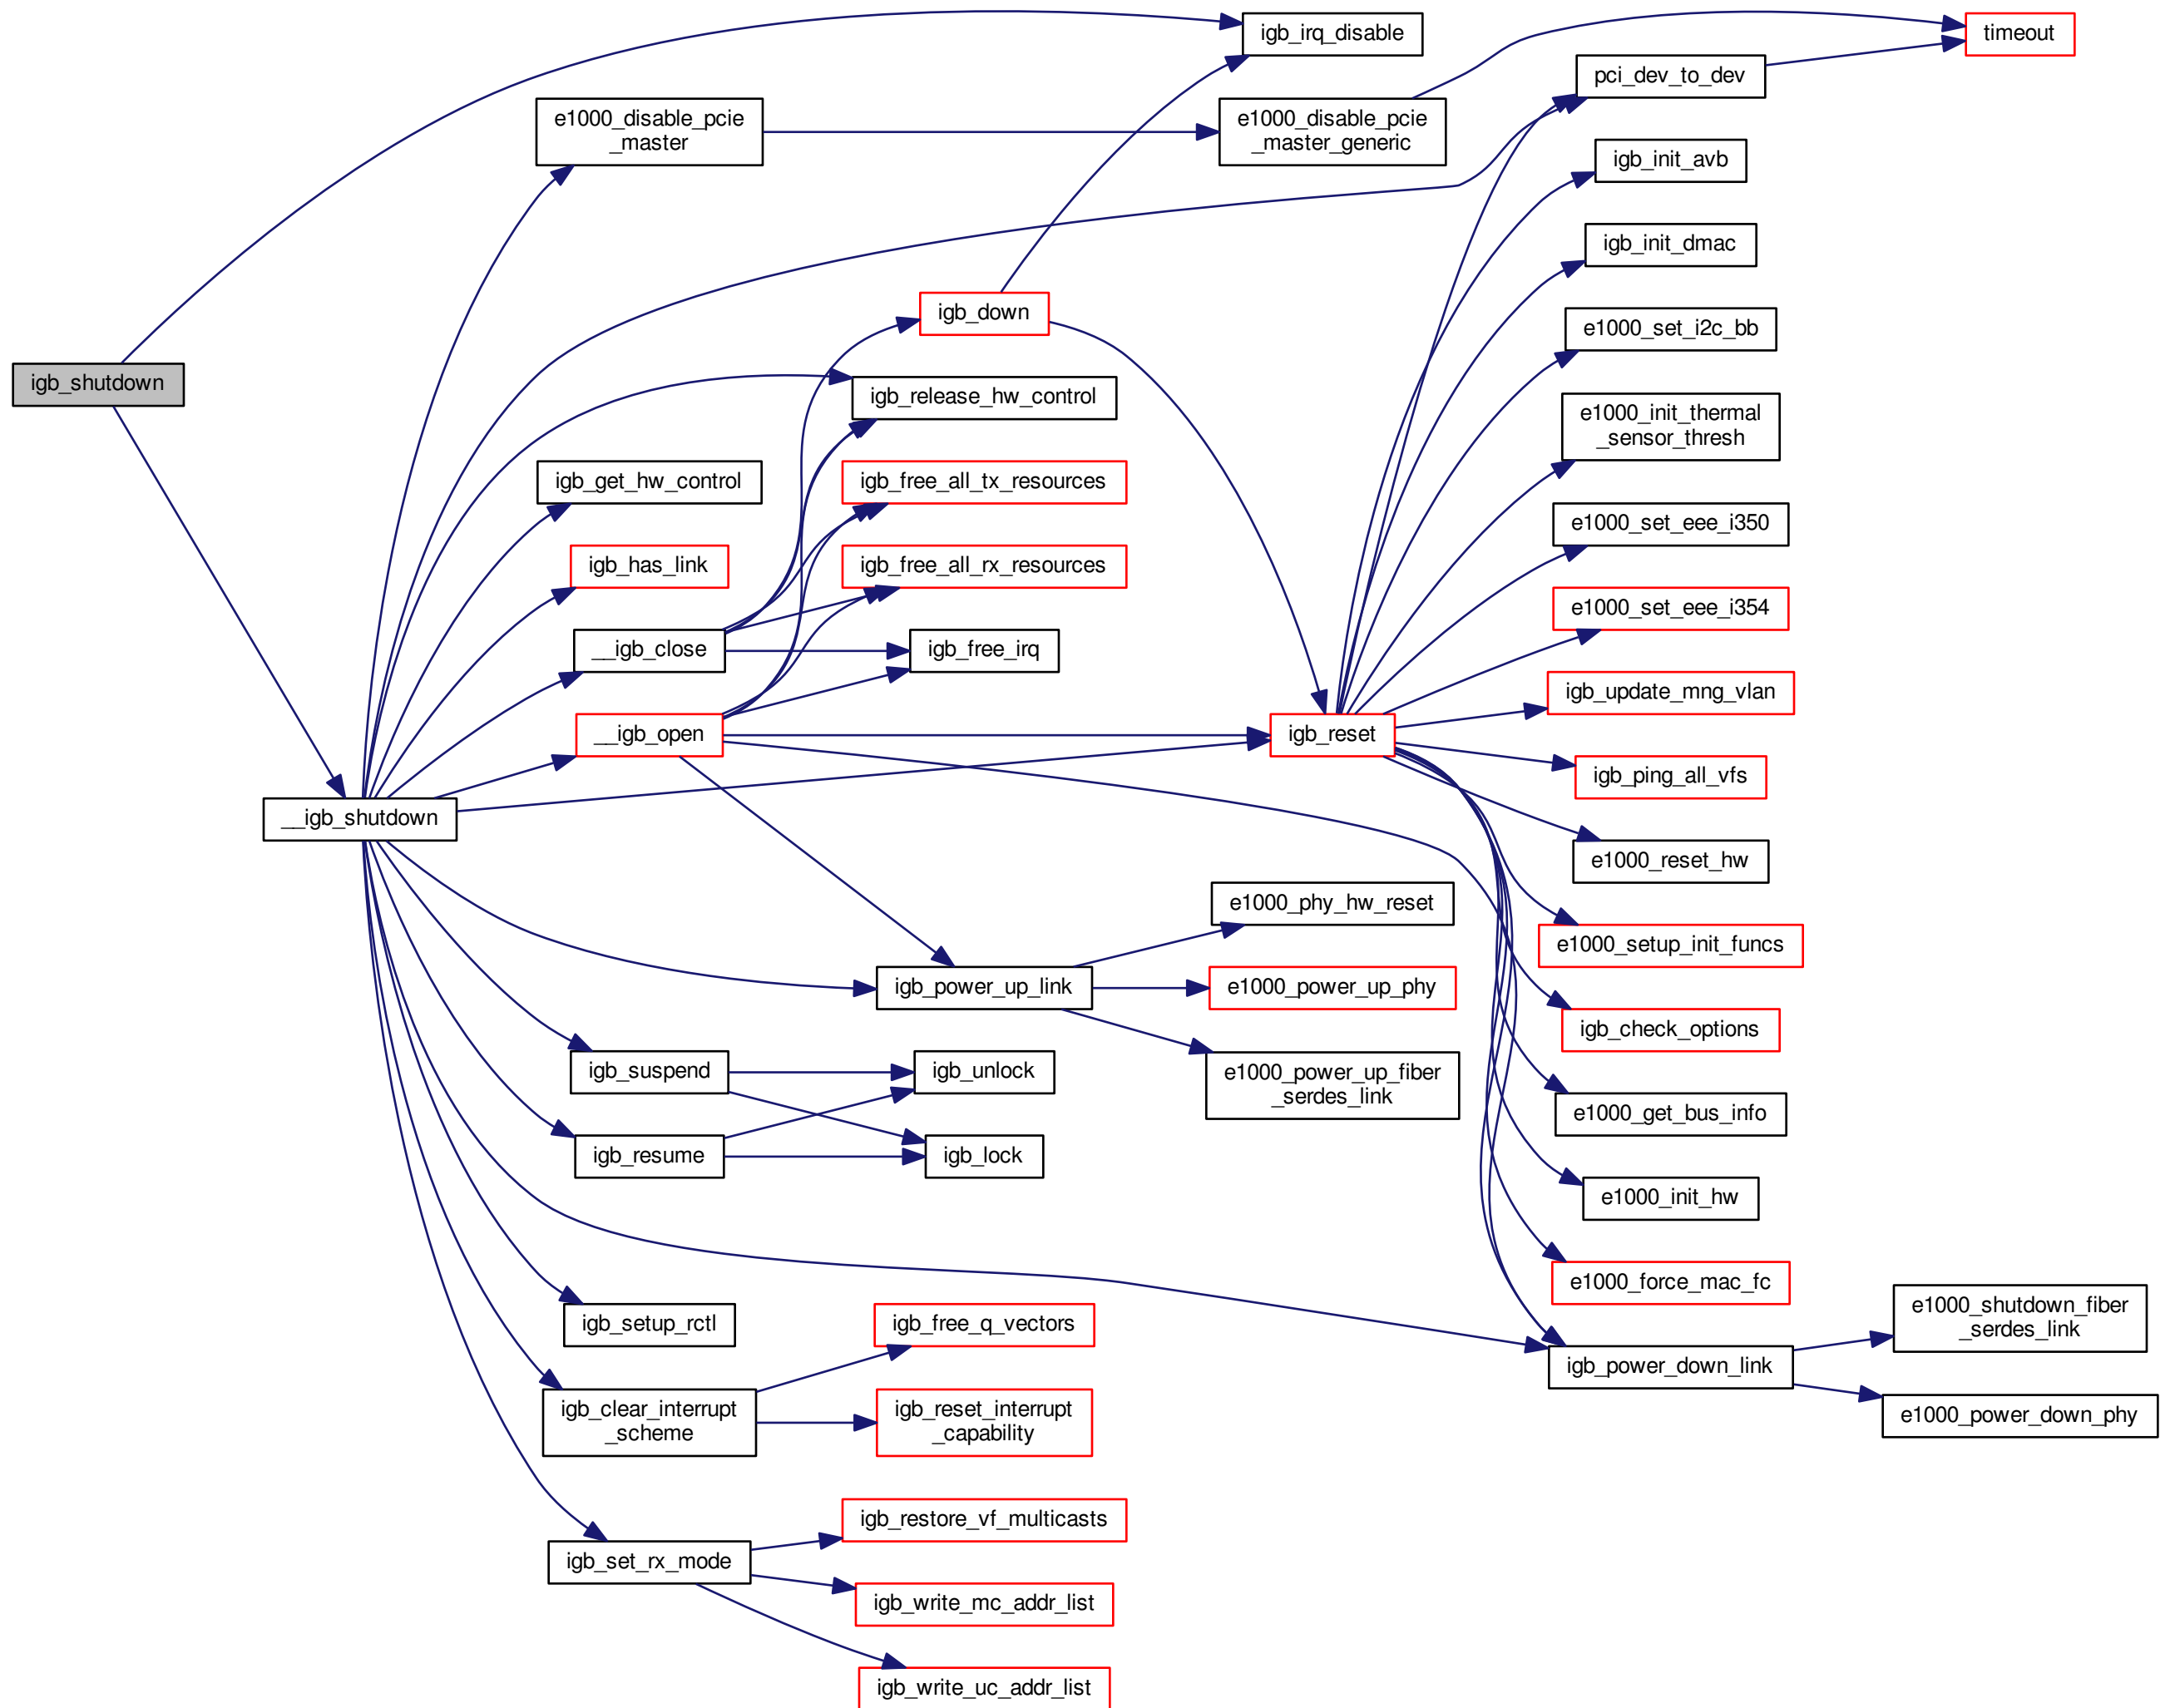 igb_shutdown
__igb_shutdown
e1000_disable_pcie
_master
igb_get_hw_control
igb_has_link
__igb_close
__igb_open
igb_suspend
igb_resume
igb_setup_rctl
igb_clear_interrupt
_scheme
igb_set_rx_mode
igb_down
igb_release_hw_control
igb_free_all_tx_resources
igb_free_all_rx_resources
igb_free_irq
igb_power_up_link
igb_unlock
igb_lock
igb_free_q_vectors
igb_reset_interrupt
_capability
igb_restore_vf_multicasts
igb_write_mc_addr_list
igb_write_uc_addr_list
igb_irq_disable
e1000_disable_pcie
_master_generic
igb_reset
e1000_phy_hw_reset
e1000_power_up_phy
e1000_power_up_fiber
_serdes_link
pci_dev_to_dev
igb_init_avb
igb_init_dmac
e1000_set_i2c_bb
e1000_init_thermal
_sensor_thresh
e1000_set_eee_i350
e1000_set_eee_i354
igb_update_mng_vlan
igb_ping_all_vfs
e1000_reset_hw
e1000_setup_init_funcs
igb_check_options
e1000_get_bus_info
e1000_init_hw
e1000_force_mac_fc
igb_power_down_link
timeout
e1000_shutdown_fiber
_serdes_link
e1000_power_down_phy